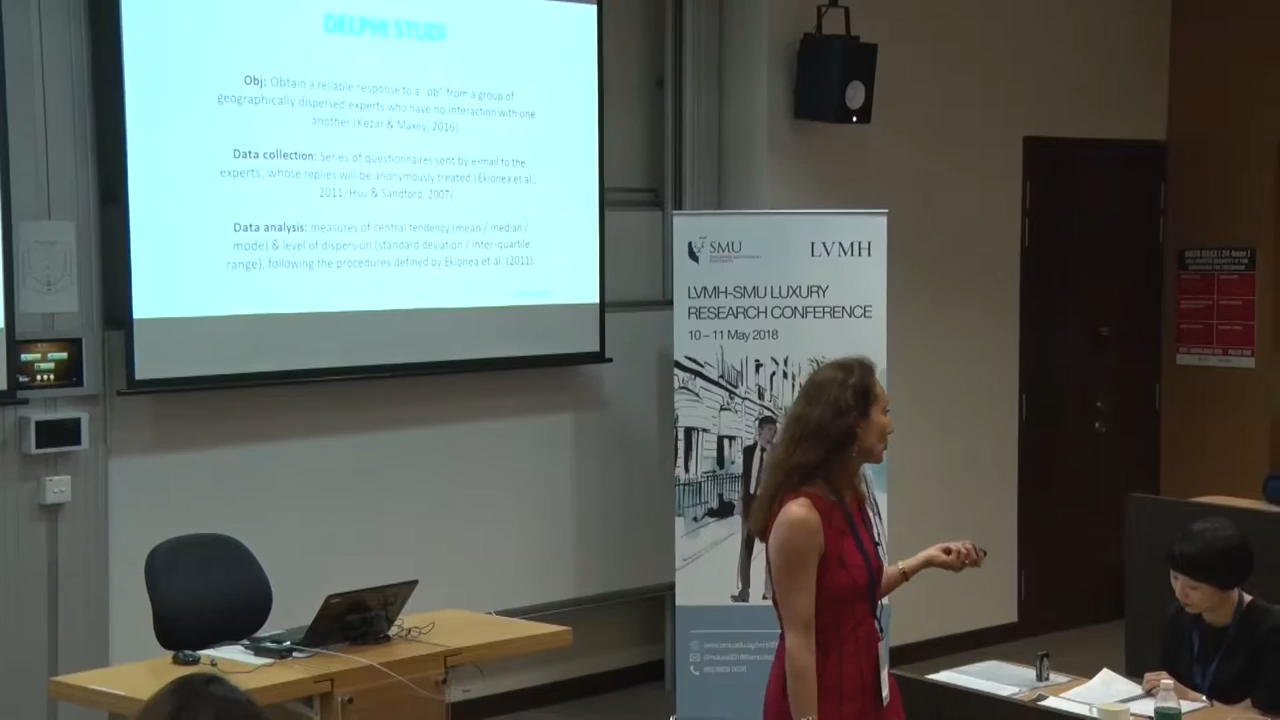 DELPHI STUDI
Obj: Obtain a reliable response to a "pb" from a group of
geographically dispersed experts who have no interaction with one
another (Kezar & Maxey, 2016).
Data collection: Series of questionnaires sent by e-mail to the
experts, whose replies will be anonymously treated (Ekionea et al.,
2011; Hsu & Sandford, 2007)
Data analysis: measures of central tendency (mean / median /
mode) & level of dispersion (standard deviation / inter-quartile
range), following the procedures defined by Ekionea et al. (2011).
SMU
LVMH
LVMH-SMU LUXURY
RESEARCH CONFERENCE
10 – 11 May 2018